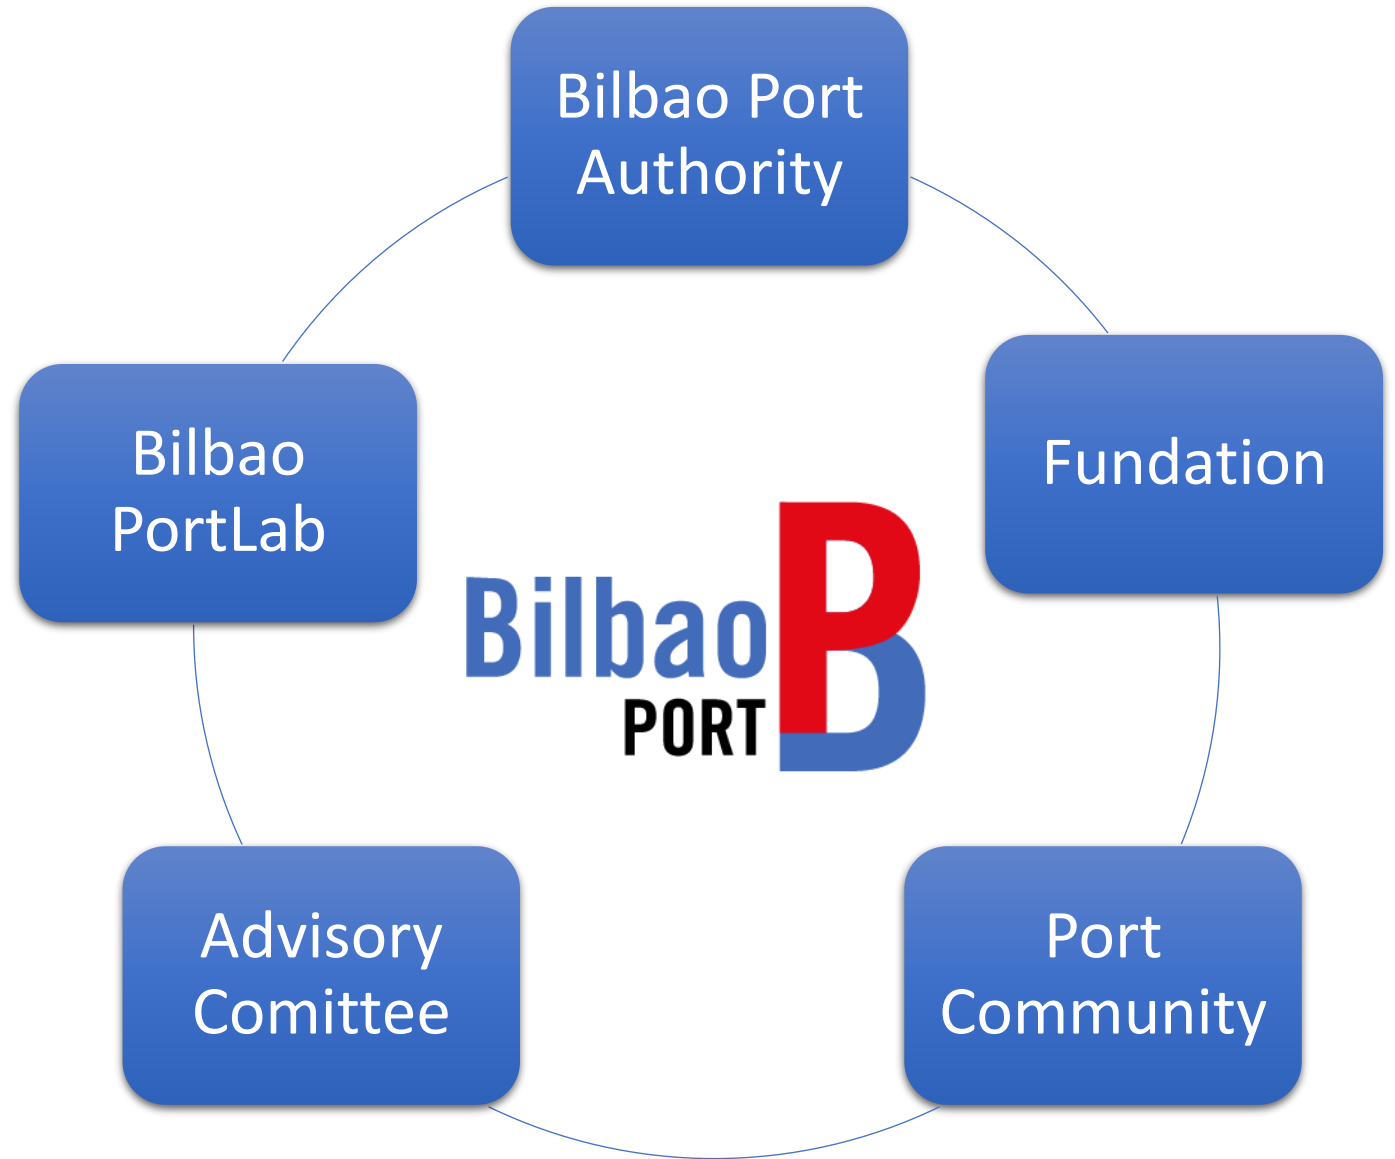 Bilbao Port
Authority
Fundation
Bilbao
PortLab
Bilbao
PORT
Advisory
Comittee
Port
Community